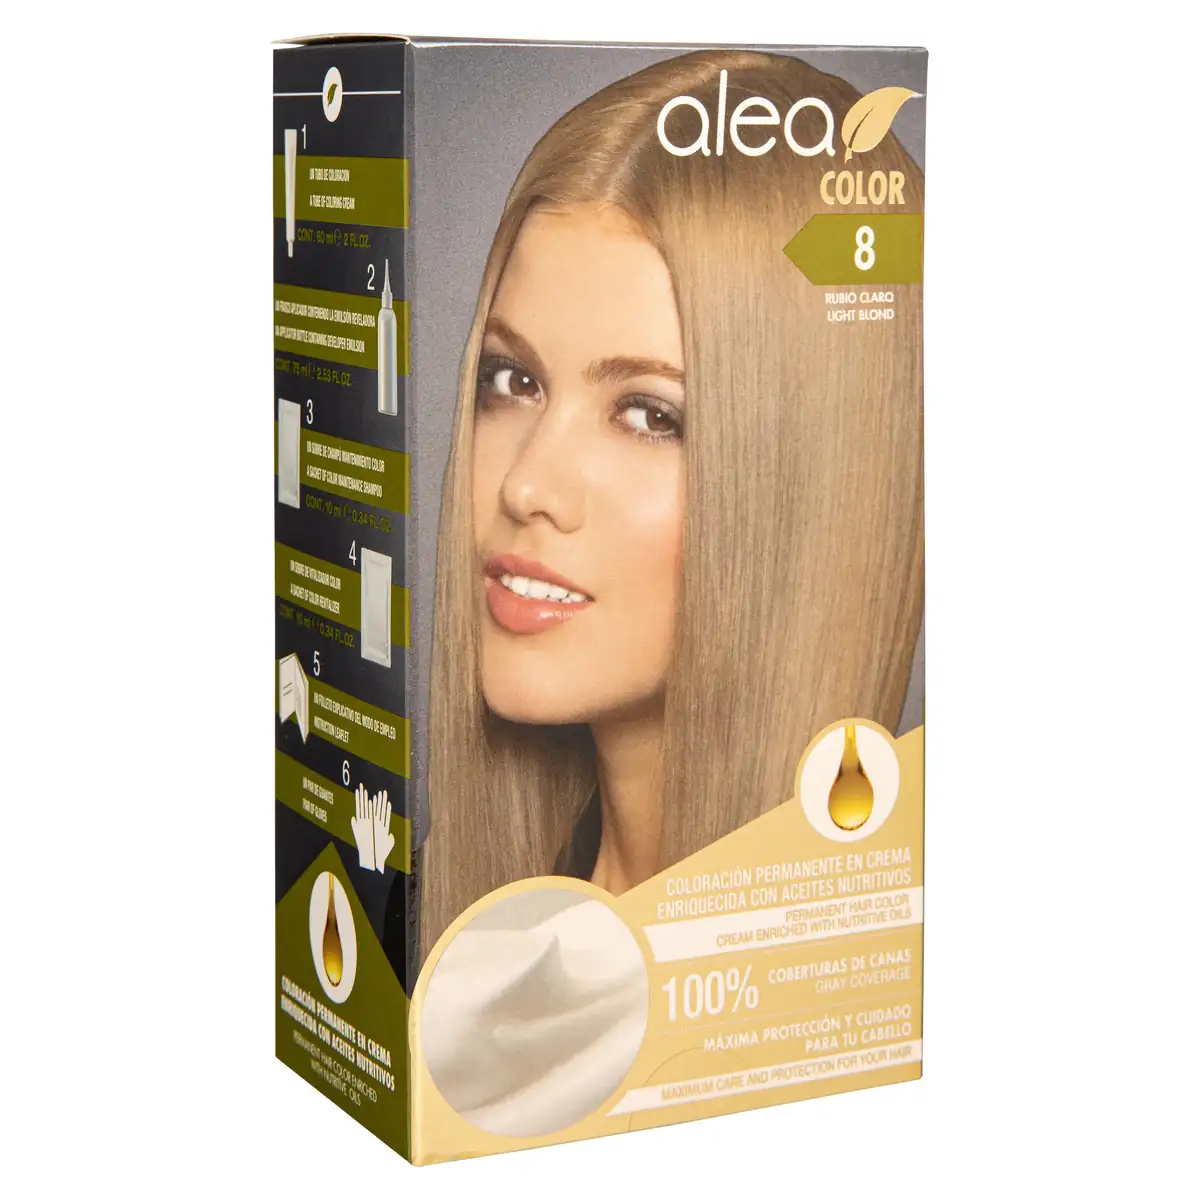 alea
COLOR
8
RUBIO CLARO
LIGHT BLOND
COLORACIÓN PERMANENTE EN CREMA
ENRIQUECIDA CON ACEITES NUTRITIVOS
PERMANENT HAIR COLOR
CREAM ENRICHED WITH NUTRITIVE OILS
100%
COBERTURAS DE CANAS
GRAY COVERAGE
MÁXIMA PROTECCIÓN Y CUIDADO
PARA TU CABELLO
MAXIMUM CARE AND PROTECTION FOR YOUR HAIR
1
UN TUBO DE COLORACION
A TUBE OF COLORING CREAM
CONT. 60 ml ℮ 2 FL.OZ.
2
UN FRASCO APLICADOR CONTENIENDO LA EMULSIÓN REVELADORA
AN APPLICATOR BOTTLE CONTAINING DEVELOPER EMULSION
CONT. 75 ml ℮ 2.53 FL.OZ.
3
UN SOBRE DE CHAMPÚ MANTENIMIENTO COLOR
A SACHET OF COLOR MAINTENANCE SHAMPOO
CONT. 10 ml ℮ 0.34 FL.OZ.
4
UN SOBRE DE VITALIZADOR COLOR
A SACHET OF COLOR REVITALIZER
CONT. 10 ml ℮ 0.34 FL.OZ.
5
UN FOLLETO EXPLICATIVO DEL MODO DE EMPLEO
INSTRUCTION LEAFLET
6
UN PAR DE GUANTES
PAIR OF GLOVES
COLORACIÓN PERMANENTE EN CREMA
ENRIQUECIDA CON ACEITES NUTRITIVOS
PERMANENT HAIR COLOR ENRICHED
WITH NUTRITIVE OILS